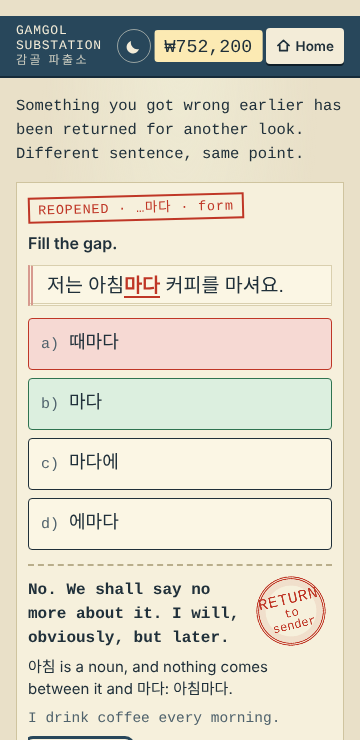 GAMGOL
SUBSTATION
감골 파출소
₩752,200
Home
Something you got wrong earlier has
been returned for another look.
Different sentence, same point.
REOPENED · …마다 · form
Fill the gap.
저는 아침마다 커피를 마셔요.
a) 때마다
b) 마다
c) 마다에
d) 에마다
No. We shall say no
more about it. I will,
obviously, but later.
RETURN
to
sender
아침 is a noun, and nothing comes
between it and 마다: 아침마다.
I drink coffee every morning.